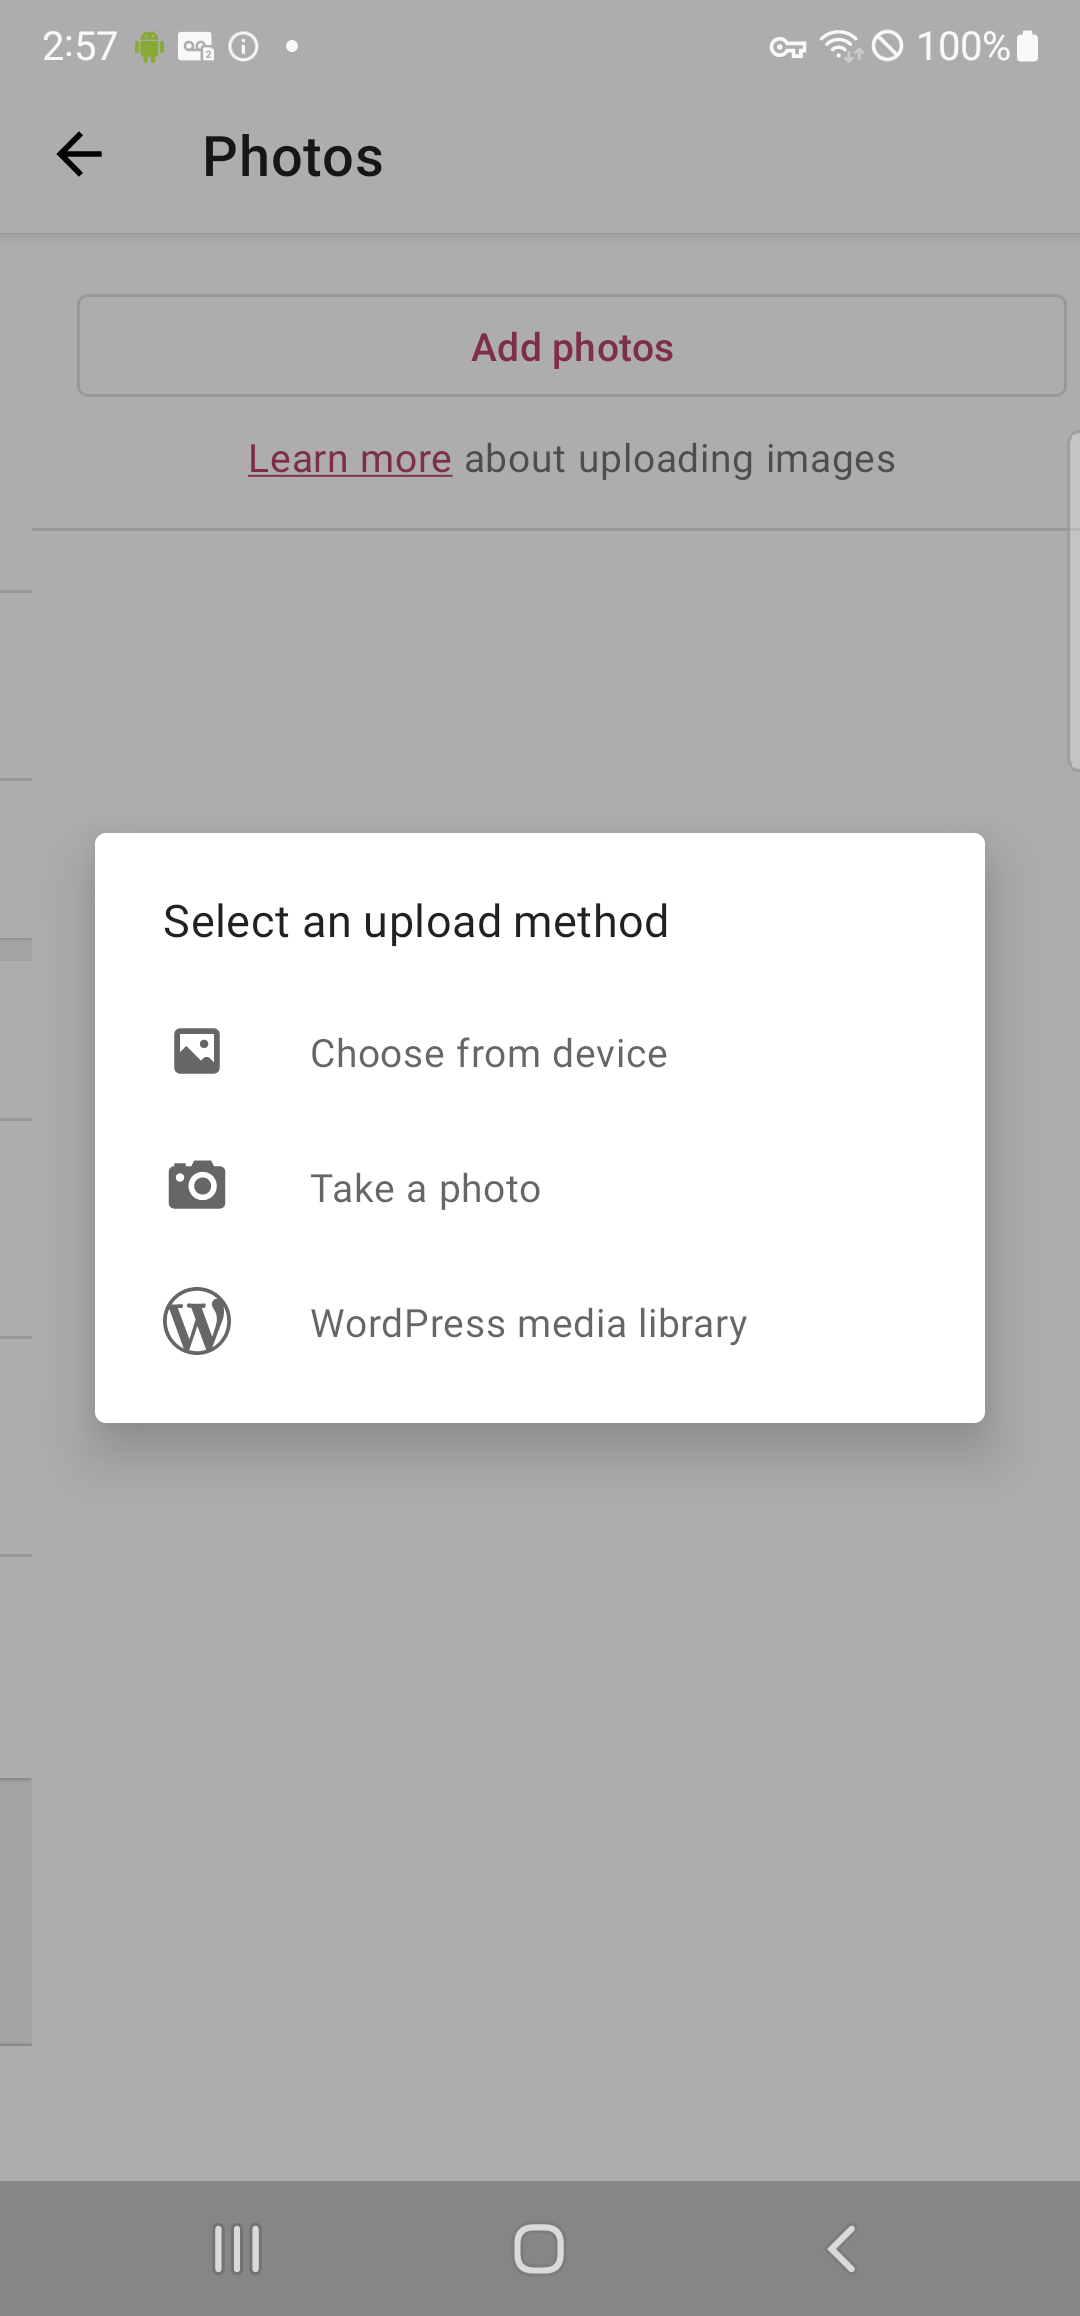 2:57
100%
Photos
Add photos
Learn more about uploading images
Select an upload method
Choose from device
Take a photo
WordPress media library